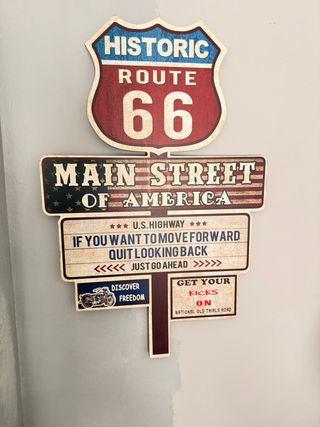 HISTORIC
ROUTE
66
MAIN STREET
OF AMERICA
*** U.S. HIGHWAY ***
IF YOU WANT TO MOVE FORWARD
QUIT LOOKING BACK
<<<<< JUST GO AHEAD >>>>>
DISCOVER
FREEDOM
GET YOUR
KICKS
ON
NATIONAL OLD TRAILS ROAD